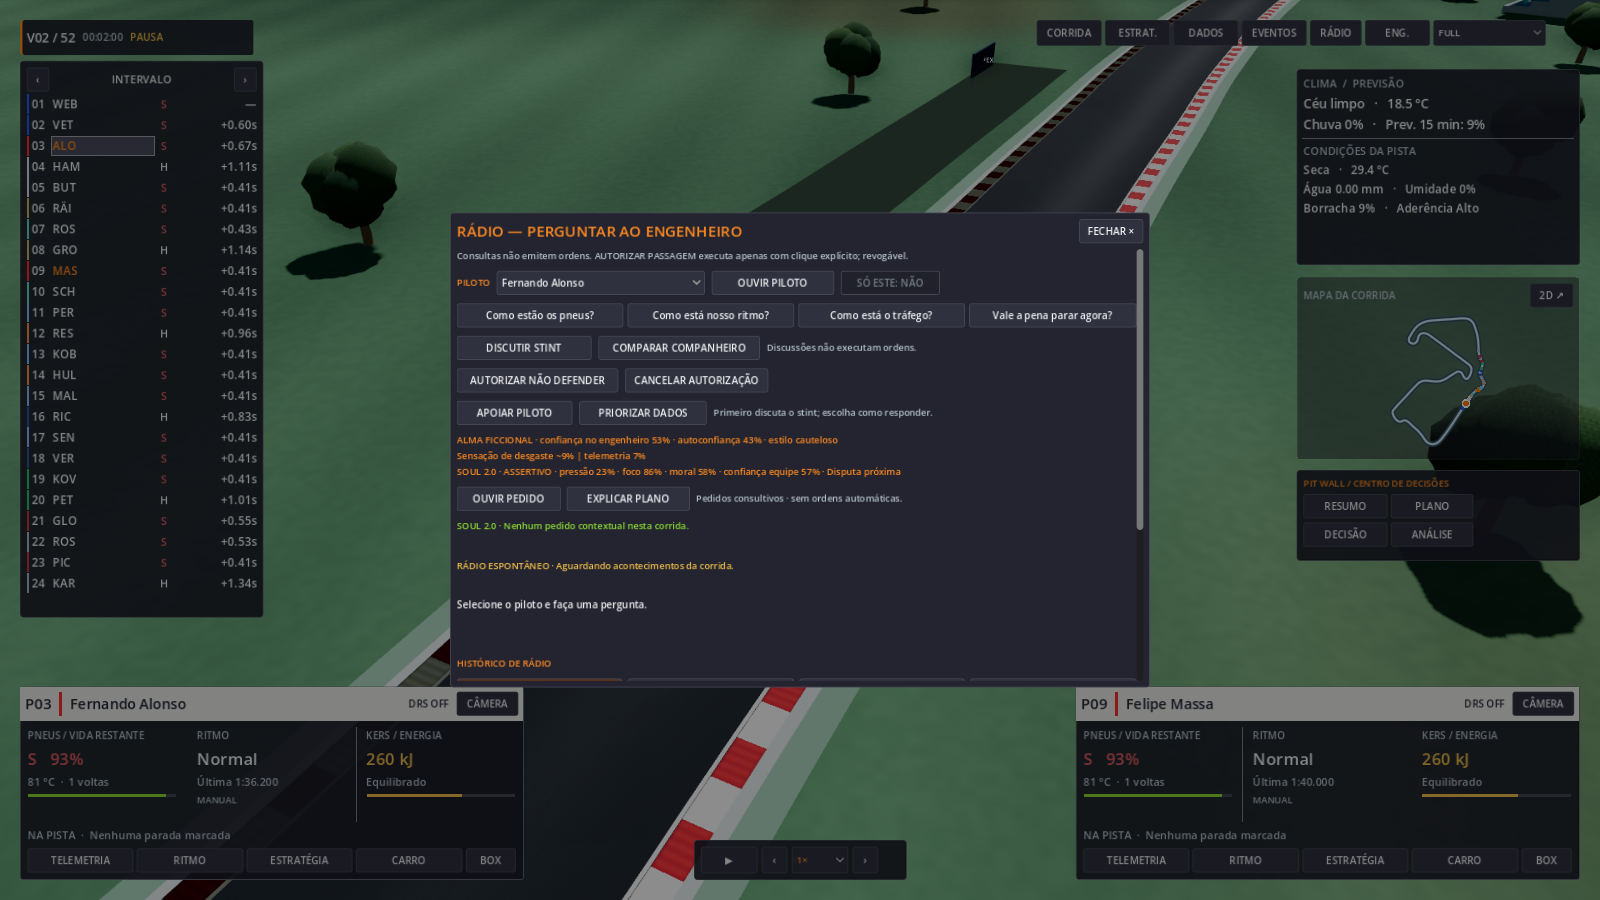 V02 / 52 00:02:00 PAUSA
CORRIDA ESTRAT. DADOS EVENTOS RÁDIO ENG. FULL
‹ INTERVALO ›
01 WEB S —
02 VET S +0.60s
03 ALO S +0.67s
04 HAM H +1.11s
05 BUT S +0.41s
06 RÄI S +0.41s
07 ROS S +0.43s
08 GRO H +1.14s
09 MAS S +0.41s
10 SCH S +0.41s
11 PER S +0.41s
12 RES H +0.96s
13 KOB S +0.41s
14 HUL S +0.41s
15 MAL S +0.41s
16 RIC H +0.83s
17 SEN S +0.41s
18 VER S +0.41s
19 KOV S +0.41s
20 PET H +1.01s
21 GLO S +0.55s
22 ROS S +0.53s
23 PIC S +0.41s
24 KAR H +1.34s
CLIMA / PREVISÃO
Céu limpo · 18.5 °C
Chuva 0% · Prev. 15 min: 9%
CONDIÇÕES DA PISTA
Seca · 29.4 °C
Água 0.00 mm · Umidade 0%
Borracha 9% · Aderência Alto
MAPA DA CORRIDA 2D ↗
PIT WALL / CENTRO DE DECISÕES
RESUMO PLANO
DECISÃO ANÁLISE
RÁDIO — PERGUNTAR AO ENGENHEIRO FECHAR ×
Consultas não emitem ordens. AUTORIZAR PASSAGEM executa apenas com clique explícito; revogável.
PILOTO Fernando Alonso OUVIR PILOTO SÓ ESTE: NÃO
Como estão os pneus? Como está nosso ritmo? Como está o tráfego? Vale a pena parar agora?
DISCUTIR STINT COMPARAR COMPANHEIRO Discussões não executam ordens.
AUTORIZAR NÃO DEFENDER CANCELAR AUTORIZAÇÃO
APOIAR PILOTO PRIORIZAR DADOS Primeiro discuta o stint; escolha como responder.
ALMA FICCIONAL · confiança no engenheiro 53% · autoconfiança 43% · estilo cauteloso
Sensação de desgaste ~9% | telemetria 7%
SOUL 2.0 · ASSERTIVO · pressão 23% · foco 86% · moral 58% · confiança equipe 57% · Disputa próxima
OUVIR PEDIDO EXPLICAR PLANO Pedidos consultivos · sem ordens automáticas.
SOUL 2.0 · Nenhum pedido contextual nesta corrida.
RÁDIO ESPONTÂNEO · Aguardando acontecimentos da corrida.
Selecione o piloto e faça uma pergunta.
HISTÓRICO DE RÁDIO
P03 Fernando Alonso DRS OFF CÂMERA
PNEUS / VIDA RESTANTE RITMO KERS / ENERGIA
S 93% Normal 260 kJ
81 °C · 1 voltas Última 1:36.200 Equilibrado
MANUAL
NA PISTA · Nenhuma parada marcada
TELEMETRIA RITMO ESTRATÉGIA CARRO BOX
▶ ‹ 1× ›
P09 Felipe Massa DRS OFF CÂMERA
PNEUS / VIDA RESTANTE RITMO KERS / ENERGIA
S 93% Normal 260 kJ
81 °C · 1 voltas Última 1:40.000 Equilibrado
MANUAL
NA PISTA · Nenhuma parada marcada
TELEMETRIA RITMO ESTRATÉGIA CARRO BOX